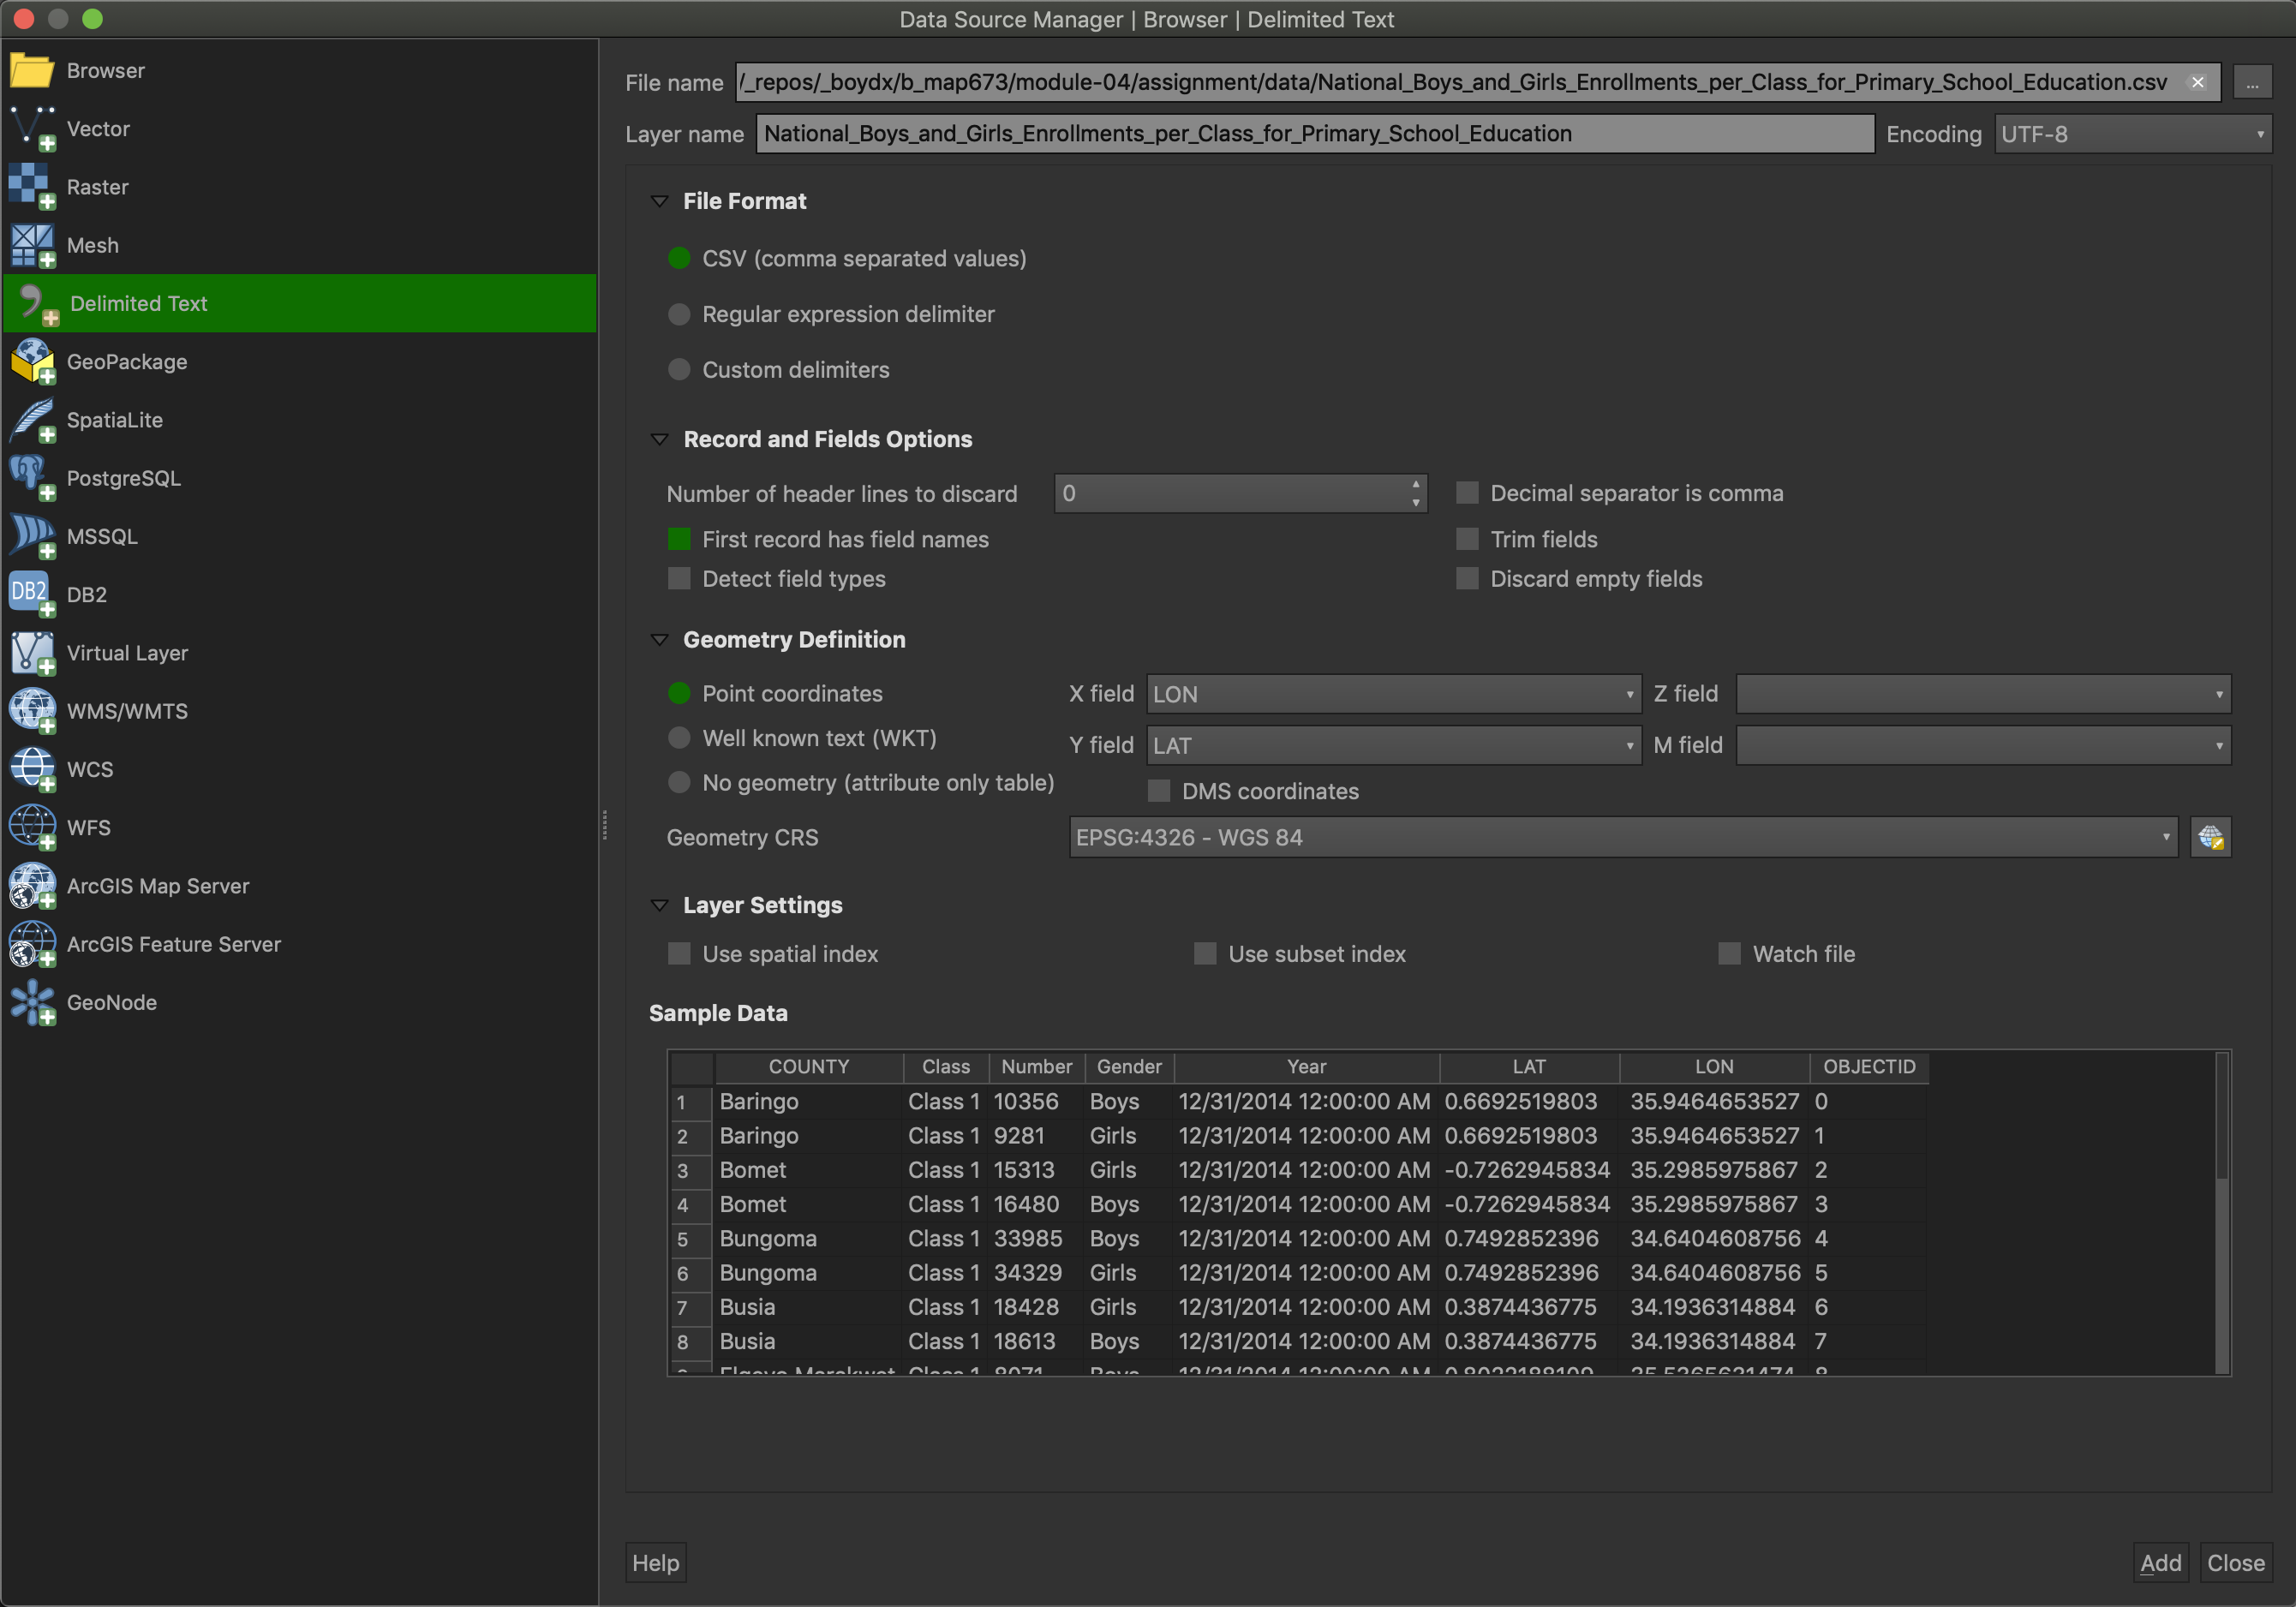 Data Source Manager | Browser | Delimited Text
Browser
Vector
Raster
Mesh
Delimited Text
GeoPackage
SpatiaLite
PostgreSQL
MSSQL
DB2
DB2
Virtual Layer
WMS/WMTS
WCS
WFS
ArcGIS Map Server
ArcGIS Feature Server
GeoNode
File name /_repos/_boydx/b_map673/module-04/assignment/data/National_Boys_and_Girls_Enrollments_per_Class_for_Primary_School_Education.csv ...
Layer name National_Boys_and_Girls_Enrollments_per_Class_for_Primary_School_Education Encoding UTF-8
File Format
CSV (comma separated values)
Regular expression delimiter
Custom delimiters
Record and Fields Options
Number of header lines to discard 0 Decimal separator is comma
First record has field names Trim fields
Detect field types Discard empty fields
Geometry Definition
Point coordinates X field LON Z field
Well known text (WKT) Y field LAT M field
No geometry (attribute only table) DMS coordinates
Geometry CRS EPSG:4326 - WGS 84
Layer Settings
Use spatial index Use subset index Watch file
Sample Data
COUNTY Class Number Gender Year LAT LON OBJECTID
1 Baringo Class 1 10356 Boys 12/31/2014 12:00:00 AM 0.6692519803 35.9464653527 0
2 Baringo Class 1 9281 Girls 12/31/2014 12:00:00 AM 0.6692519803 35.9464653527 1
3 Bomet Class 1 15313 Girls 12/31/2014 12:00:00 AM -0.7262945834 35.2985975867 2
4 Bomet Class 1 16480 Boys 12/31/2014 12:00:00 AM -0.7262945834 35.2985975867 3
5 Bungoma Class 1 33985 Boys 12/31/2014 12:00:00 AM 0.7492852396 34.6404608756 4
6 Bungoma Class 1 34329 Girls 12/31/2014 12:00:00 AM 0.7492852396 34.6404608756 5
7 Busia Class 1 18428 Girls 12/31/2014 12:00:00 AM 0.3874436775 34.1936314884 6
8 Busia Class 1 18613 Boys 12/31/2014 12:00:00 AM 0.3874436775 34.1936314884 7
Help Add Close